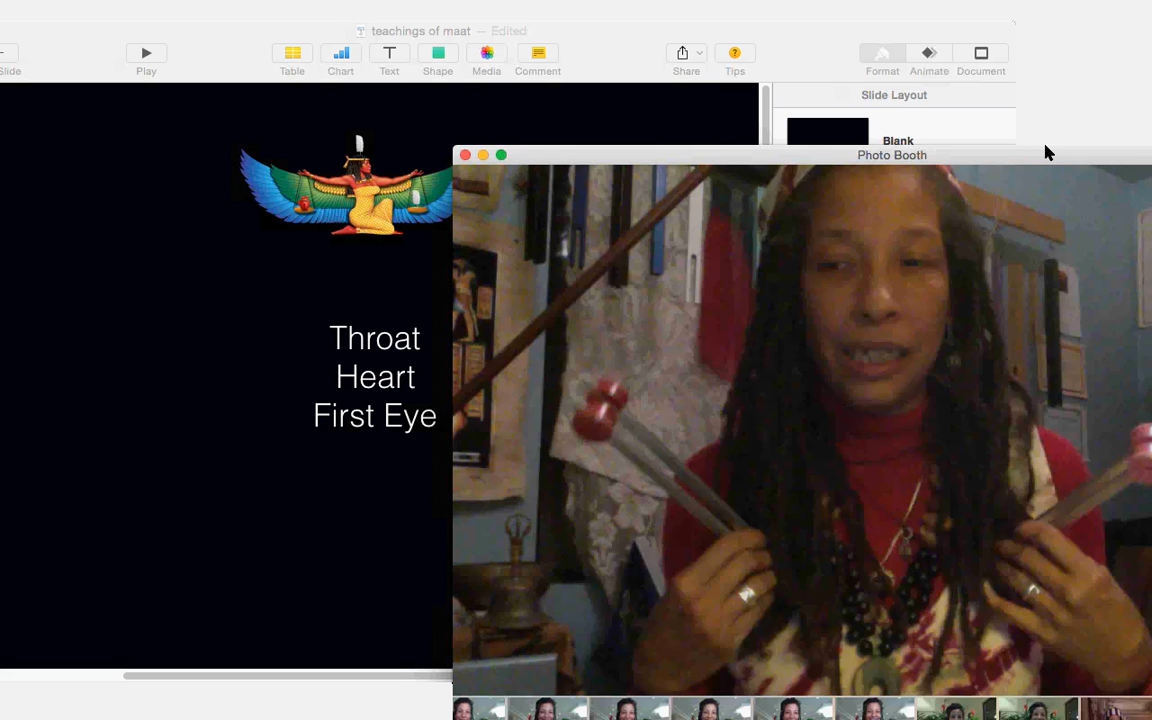 teachings of maat — Edited
Slide
Play
Table
Chart
Text
Shape
Media
Comment
Share
Tips
Format
Animate
Document
Slide Layout
Blank
Photo Booth
Throat
Heart
First Eye